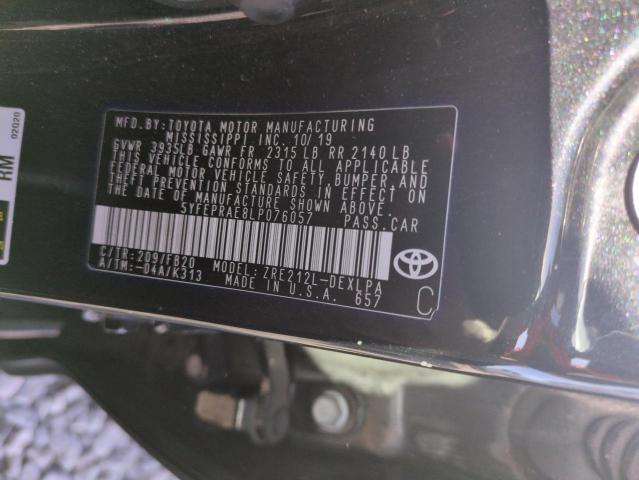 MFD.BY:TOYOTA MOTOR MANUFACTURING
MISSISSIPPI INC. 10/19
GVWR 3935LB GAWR FR 2315 LB RR 2140 LB
THIS VEHICLE CONFORMS TO ALL APPLICABLE
FEDERAL MOTOR VEHICLE SAFETY, BUMPER, AND
THEFT PREVENTION STANDARDS IN EFFECT ON
THE DATE OF MANUFACTURE SHOWN ABOVE.
5YFEPRAE8LP076057 PASS.CAR
C/TR:209/FB20 MODEL:ZRE212L-DEXLPA
A/TM:-04A/K313 MADE IN U.S.A. 657
C
RM
02020